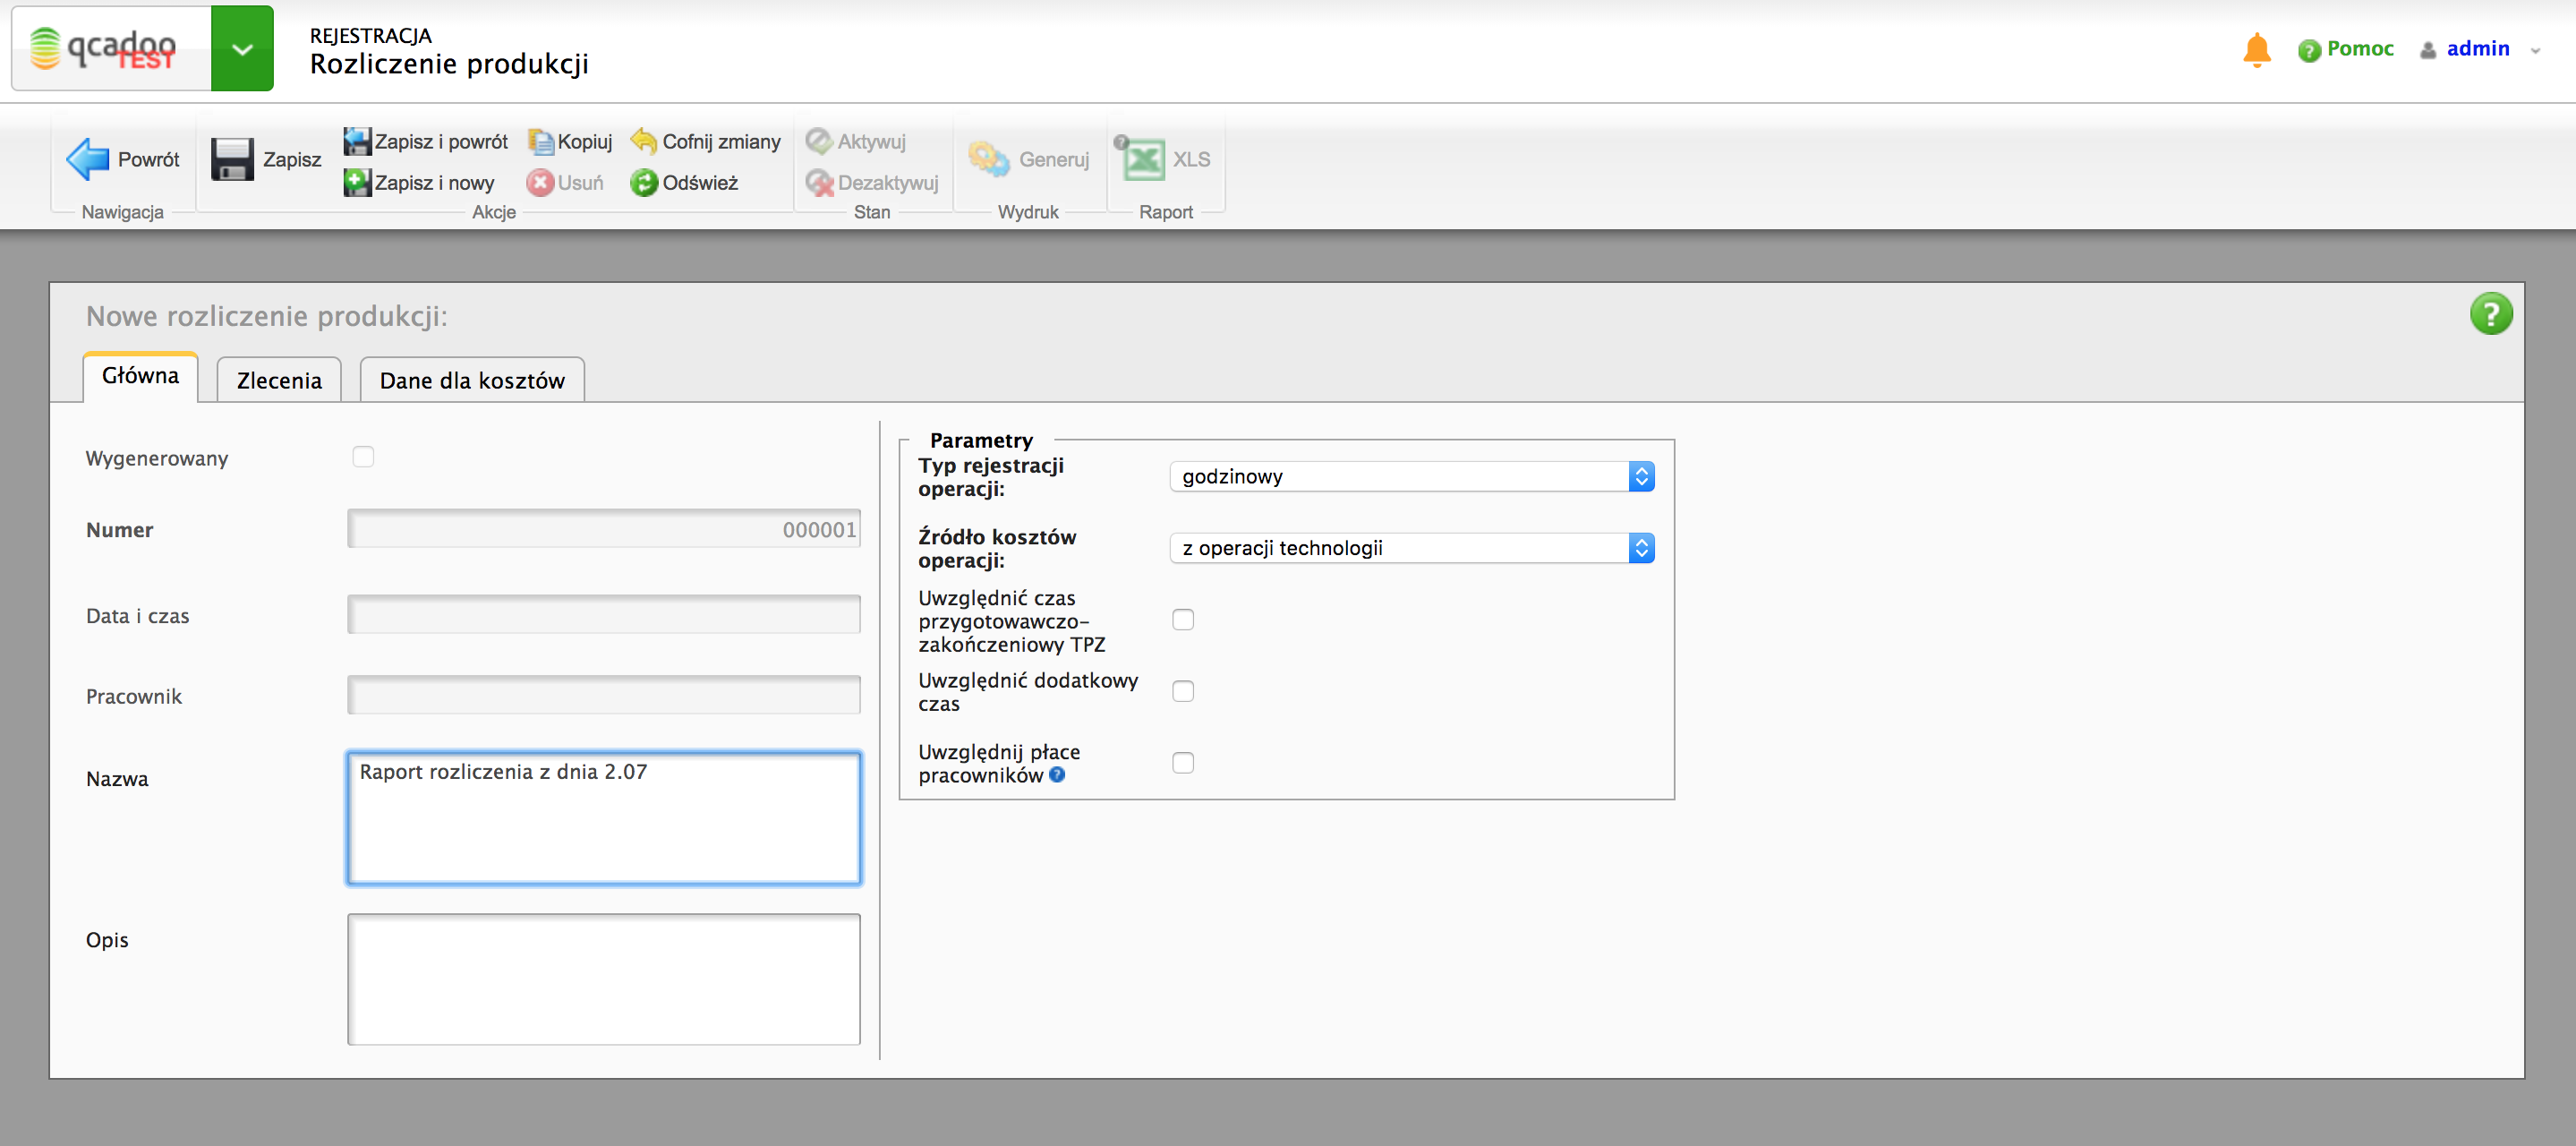 qcadoo
TEST
REJESTRACJA
Rozliczenie produkcji
Pomoc
admin
Powrót
Nawigacja
Zapisz
Zapisz i powrót
Kopiuj
Cofnij zmiany
Zapisz i nowy
Usuń
Odśwież
Akcje
Aktywuj
Dezaktywuj
Stan
Generuj
Wydruk
XLS
Raport
Nowe rozliczenie produkcji:
Główna
Zlecenia
Dane dla kosztów
Wygenerowany
Numer
000001
Data i czas
Pracownik
Nazwa
Raport rozliczenia z dnia 2.07
Opis
Parametry
Typ rejestracji
operacji:
godzinowy
Źródło kosztów
operacji:
z operacji technologii
Uwzględnić czas
przygotowawczo-
zakończeniowy TPZ
Uwzględnić dodatkowy
czas
Uwzględnij płace
pracowników